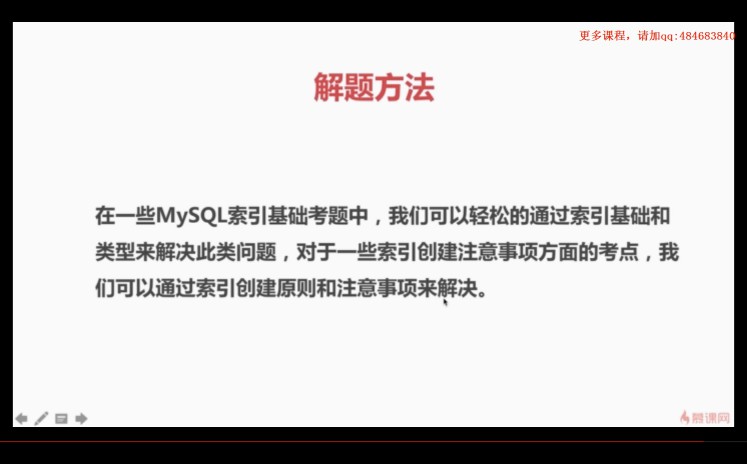 更多课程，请加qq:484683840
解题方法
在一些MySQL索引基础考题中，我们可以轻松的通过索引基础和
类型来解决此类问题，对于一些索引创建注意事项方面的考点，我
们可以通过索引创建原则和注意事项来解决。
慕课网